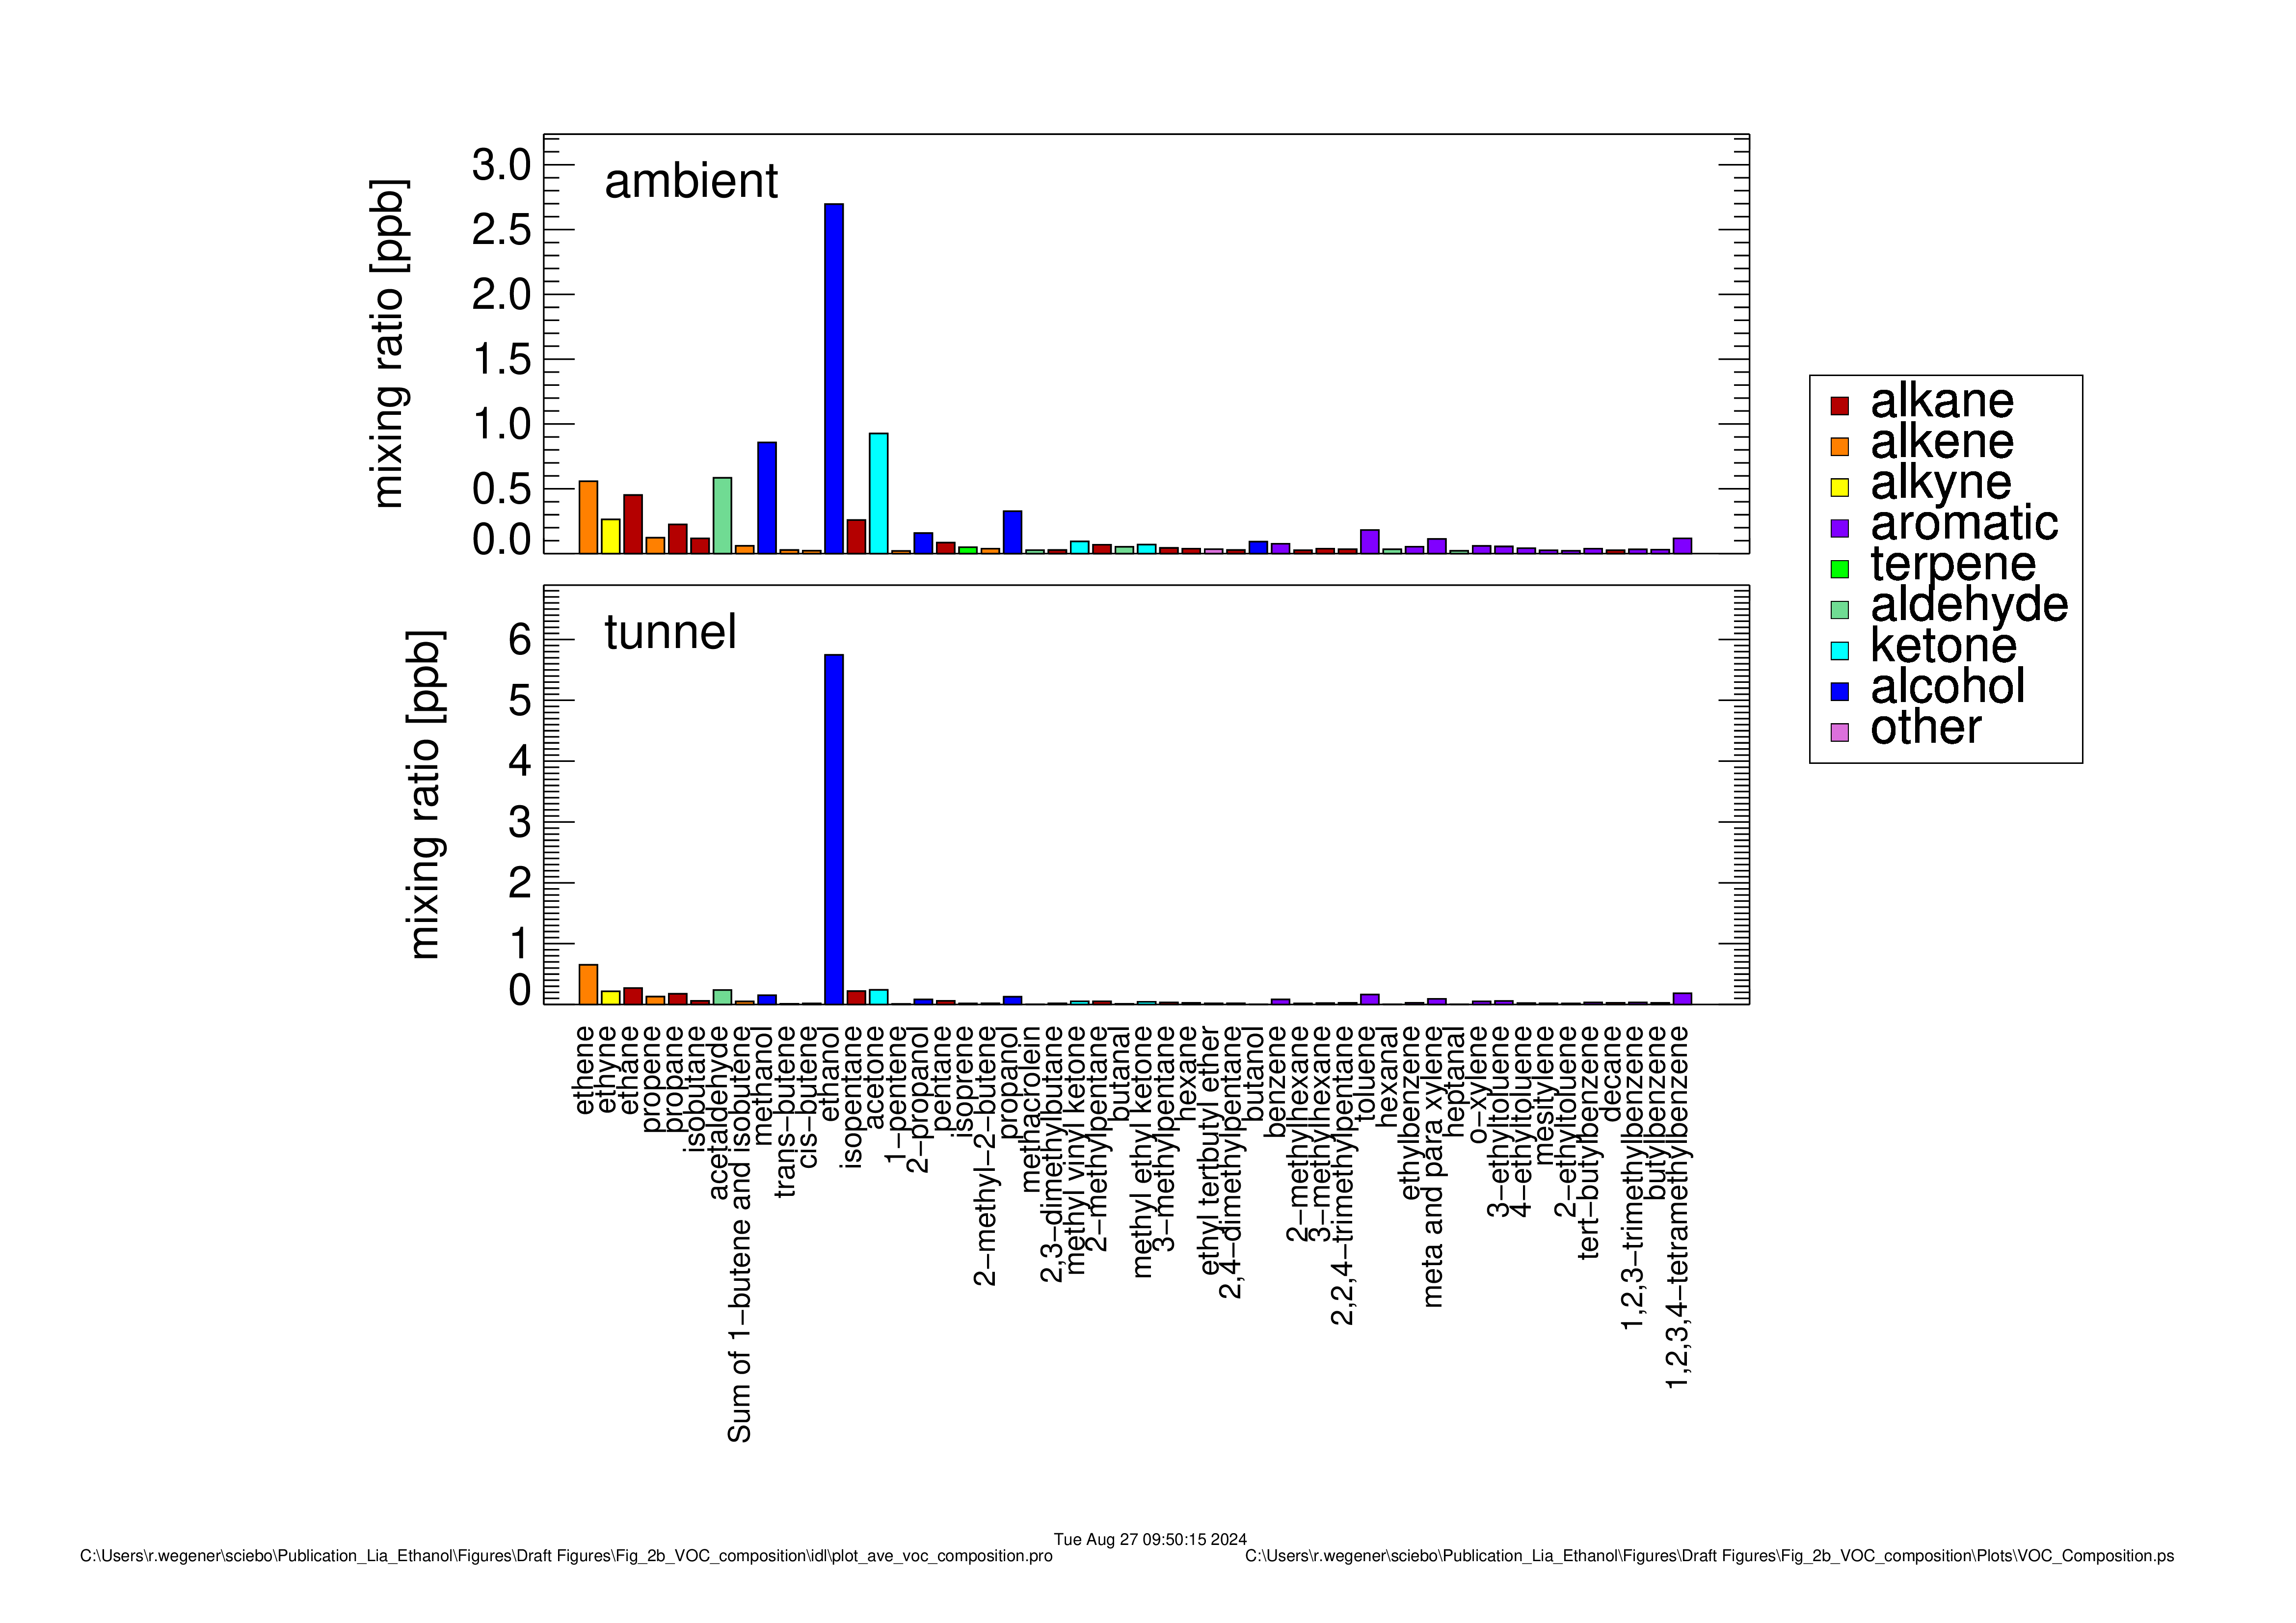 ambient
mixing ratio [ppb]
3.0
2.5
2.0
1.5
1.0
0.5
0.0
tunnel
mixing ratio [ppb]
6
5
4
3
2
1
0
ethene
ethyne
ethane
propene
propane
isobutane
acetaldehyde
Sum of 1-butene and isobutene
methanol
trans-butene
cis-butene
ethanol
isopentane
acetone
1-pentene
2-propanol
pentane
isoprene
2-methyl-2-butene
propanol
methacrolein
2,3-dimethylbutane
methyl vinyl ketone
2-methylpentane
butanal
methyl ethyl ketone
3-methylpentane
hexane
ethyl tertbutyl ether
2,4-dimethylpentane
butanol
benzene
2-methylhexane
3-methylhexane
2,2,4-trimethylpentane
toluene
hexanal
ethylbenzene
meta and para xylene
heptanal
o-xylene
3-ethyltoluene
4-ethyltoluene
mesitylene
2-ethyltoluene
tert-butylbenzene
decane
1,2,3-trimethylbenzene
butylbenzene
1,2,3,4-tetramethylbenzene
alkane
alkene
alkyne
aromatic
terpene
aldehyde
ketone
alcohol
other
Tue Aug 27 09:50:15 2024
C:\Users\r.wegener\sciebo\Publication_Lia_Ethanol\Figures\Draft Figures\Fig_2b_VOC_composition\idl\plot_ave_voc_composition.pro
C:\Users\r.wegener\sciebo\Publication_Lia_Ethanol\Figures\Draft Figures\Fig_2b_VOC_composition\Plots\VOC_Composition.ps